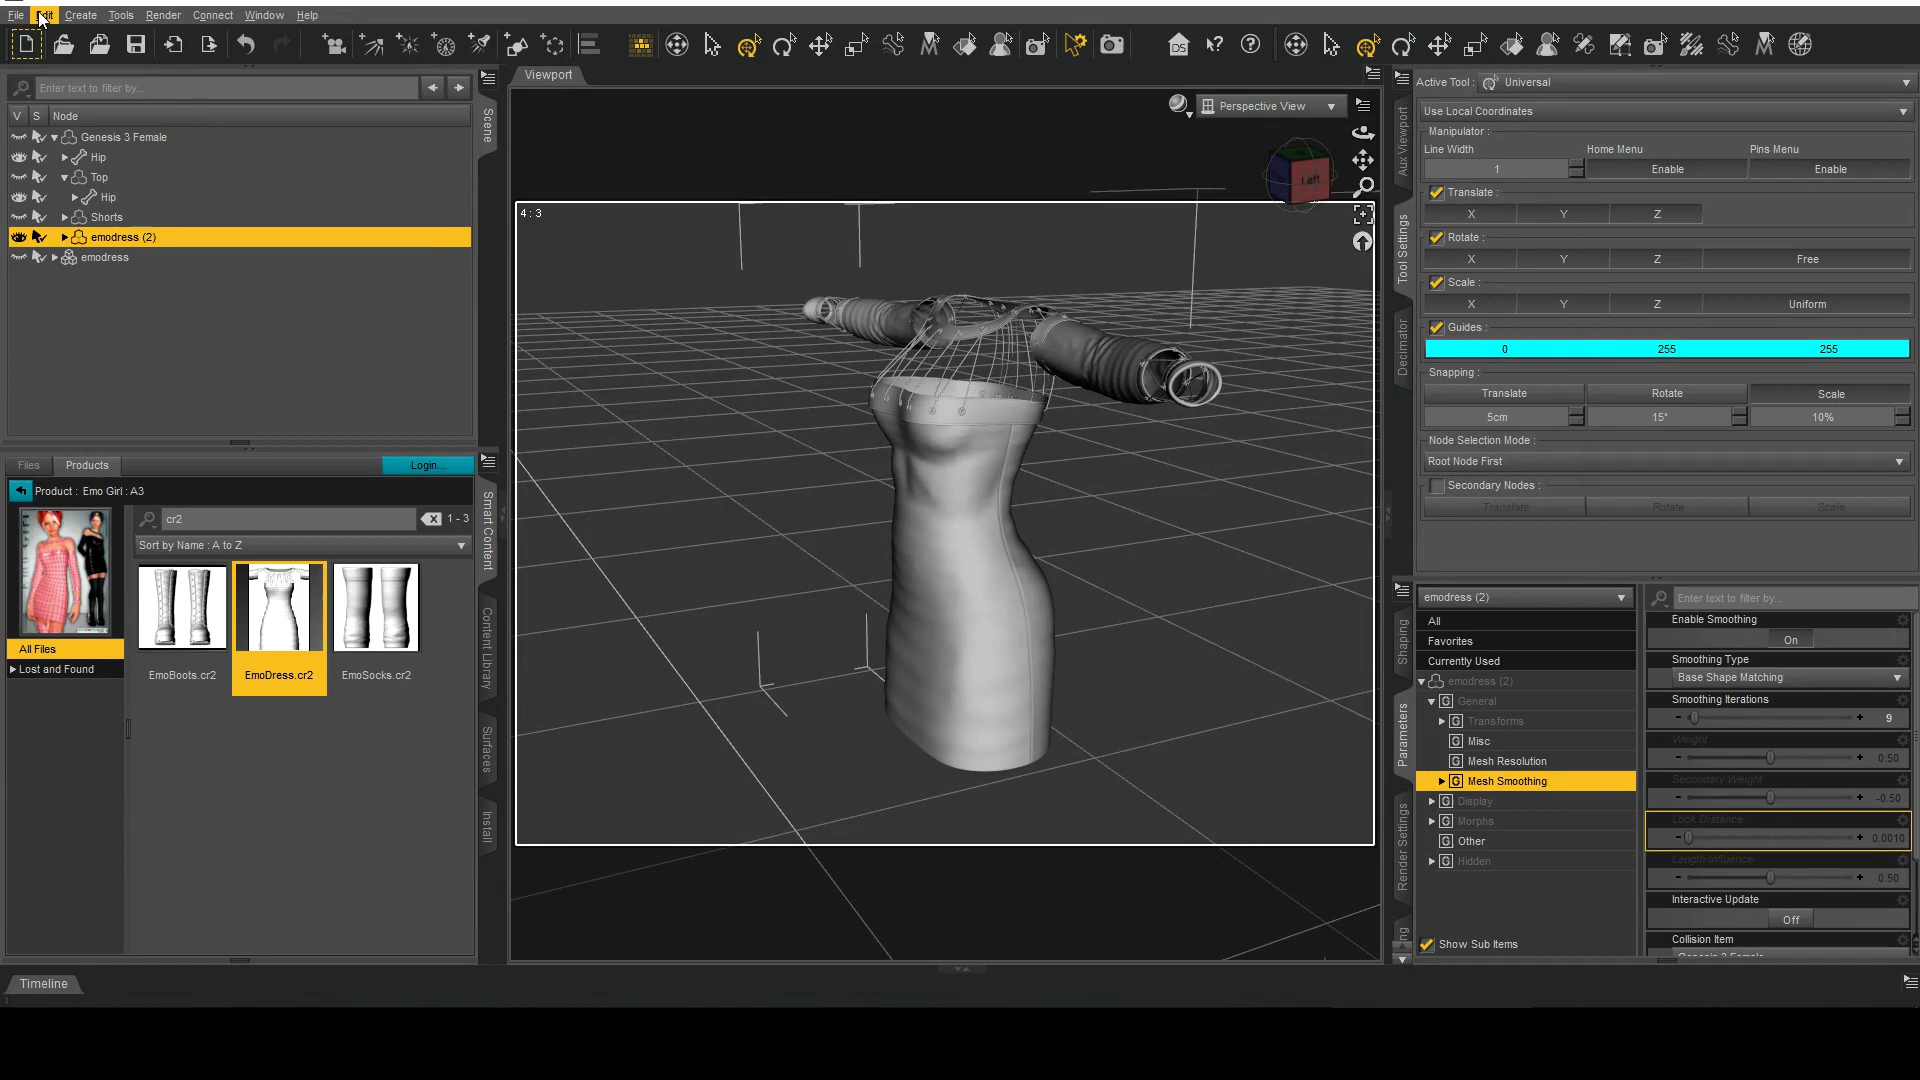 File Edit Create Tools Render Connect Window Help
Enter text to filter by...
V S Node
Genesis 3 Female
Hip
Top
Hip
Shorts
emodress (2)
emodress
Scene
Files Products Login...
Product : Emo Girl : A3
cr2 1 - 3
Sort by Name : A to Z
All Files
Lost and Found
EmoBoots.cr2 EmoDress.cr2 EmoSocks.cr2
Smart Content
Content Library
Surfaces
Install
Timeline
Viewport
Perspective View
4 : 3
Left
Aux Viewport
Tool Settings
Decimator
Active Tool : Universal
Use Local Coordinates
Manipulator :
Line Width Home Menu Pins Menu
1 Enable Enable
Translate :
X Y Z
Rotate :
X Y Z Free
Scale :
X Y Z Uniform
Guides :
0 255 255
Snapping :
Translate Rotate Scale
5cm 15° 10%
Node Selection Mode :
Root Node First
Secondary Nodes :
Translate Rotate Scale
Shaping
Parameters
Render Settings
emodress (2)
All
Favorites
Currently Used
emodress (2)
General
Transforms
Misc
Mesh Resolution
Mesh Smoothing
Display
Morphs
Other
Hidden
Show Sub Items
Enter text to filter by...
Enable Smoothing
On
Smoothing Type
Base Shape Matching
Smoothing Iterations
9
Weight
0.50
Secondary Weight
-0.50
Lock Distance
0.0010
Length Influence
0.50
Interactive Update
Off
Collision Item
Genesis 3 Female